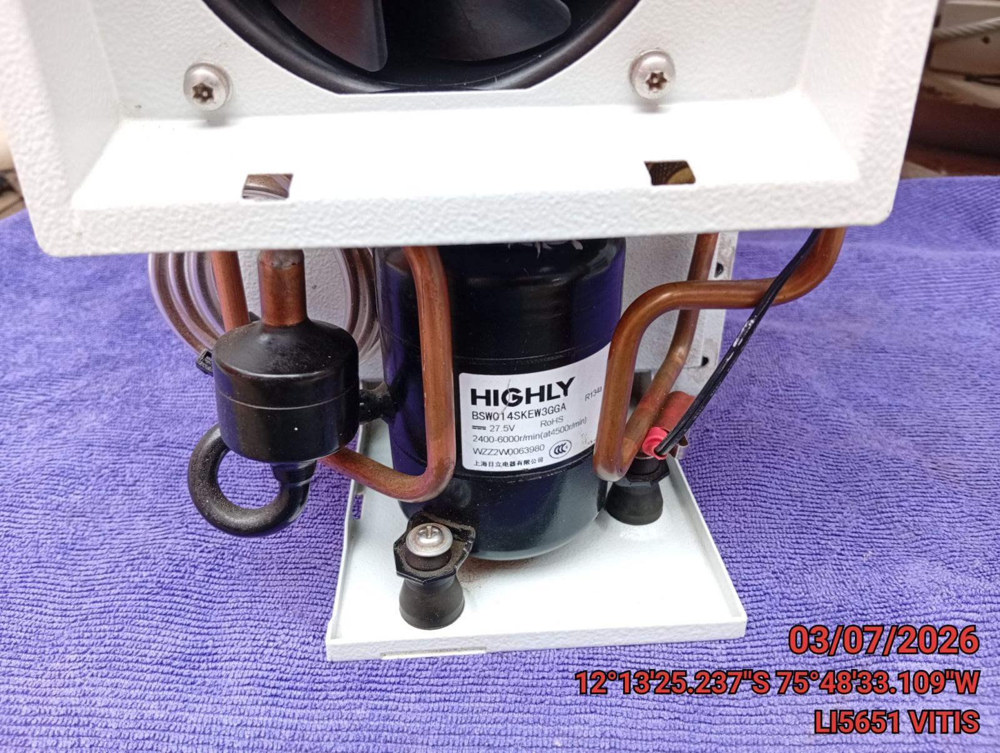 HIGHLY
R134a
BSW014SKEW3GGA
27.5V RoHS
2400-6000r/min(at4500r/min)
WZZ2W0063980 CCC
上海日立电器有限公司
03/07/2026
12°13'25.237"S 75°48'33.109"W
LI5651 VITIS